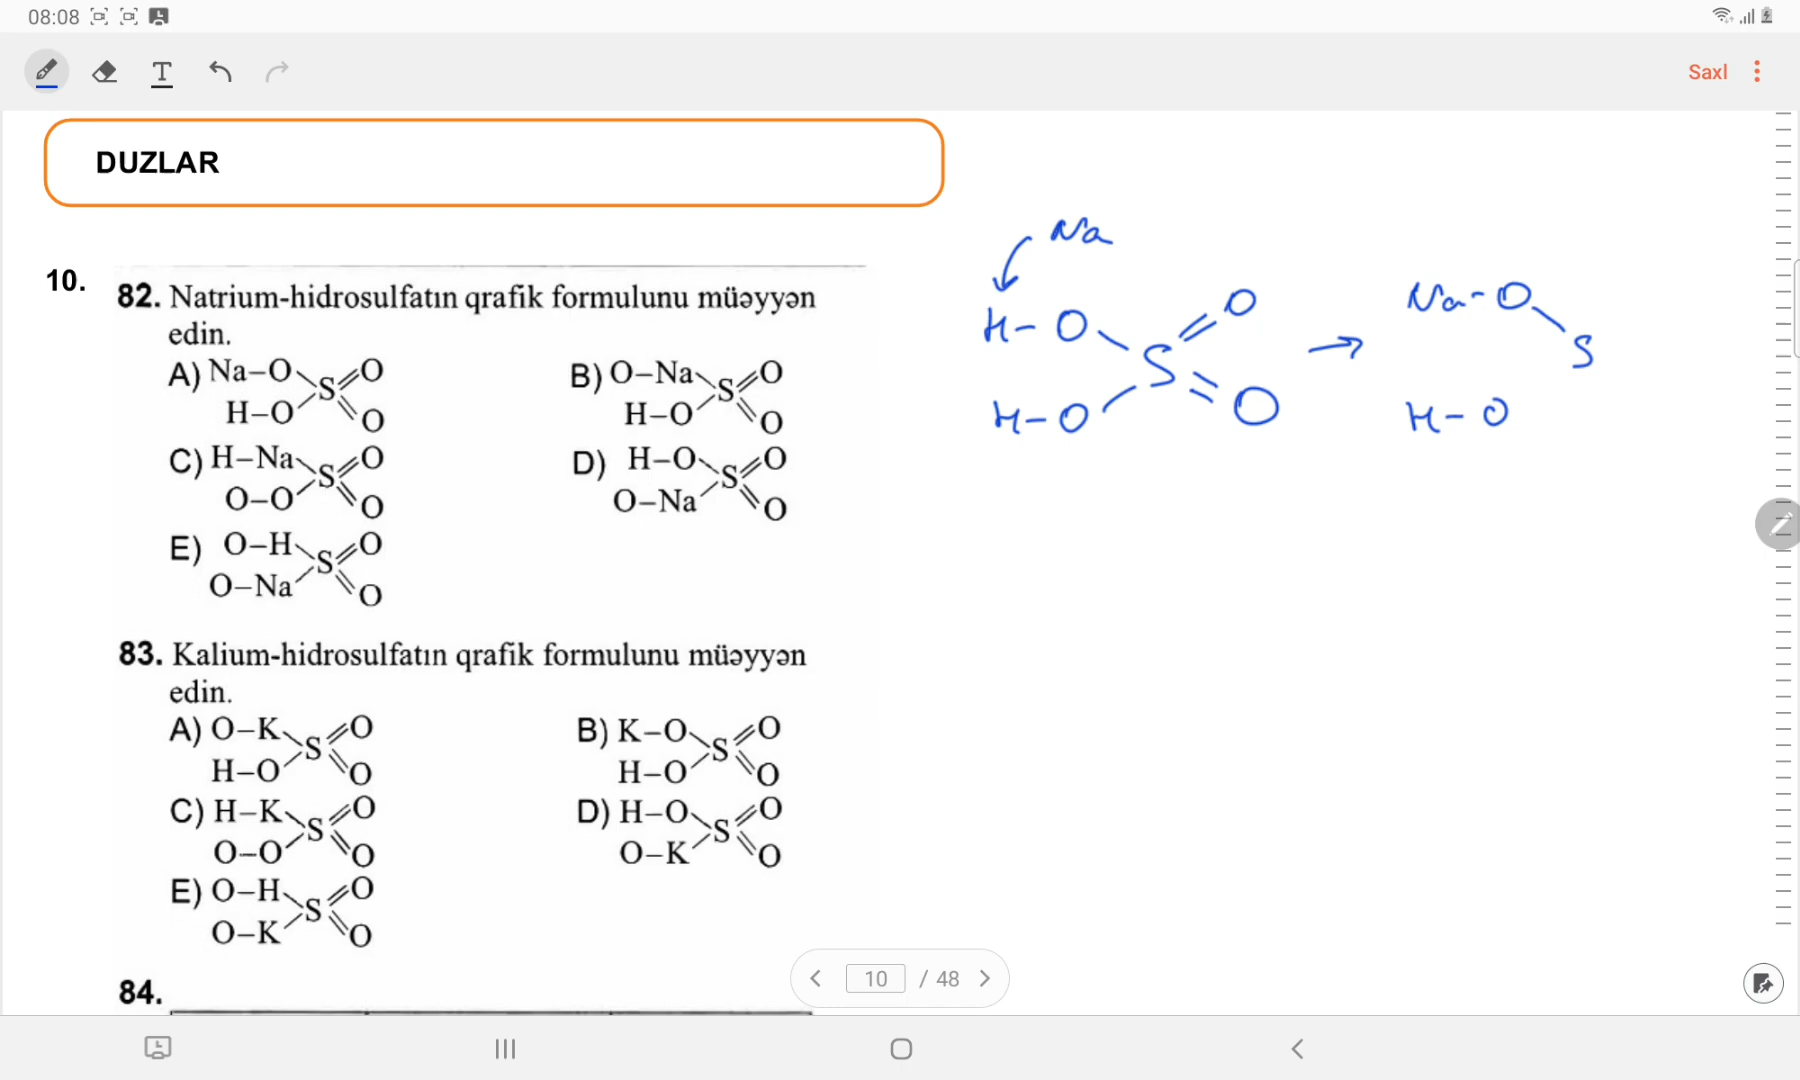 08:08
Saxl
DUZLAR
10.
82. Natrium-hidrosulfatın qrafik formulunu müəyyən
edin.
A) Na–O
H–O
S
O
O
B) O–Na
H–O
S
O
O
C) H–Na
O–O
S
O
O
D) H–O
O–Na
S
O
O
E) O–H
O–Na
S
O
O
83. Kalium-hidrosulfatın qrafik formulunu müəyyən
edin.
A) O–K
H–O
S
O
O
B) K–O
H–O
S
O
O
C) H–K
O–O
S
O
O
D) H–O
O–K
S
O
O
E) O–H
O–K
S
O
O
84.
Na
H–O
S
O
H–O
O
Na–O
S
H–O
10 / 48